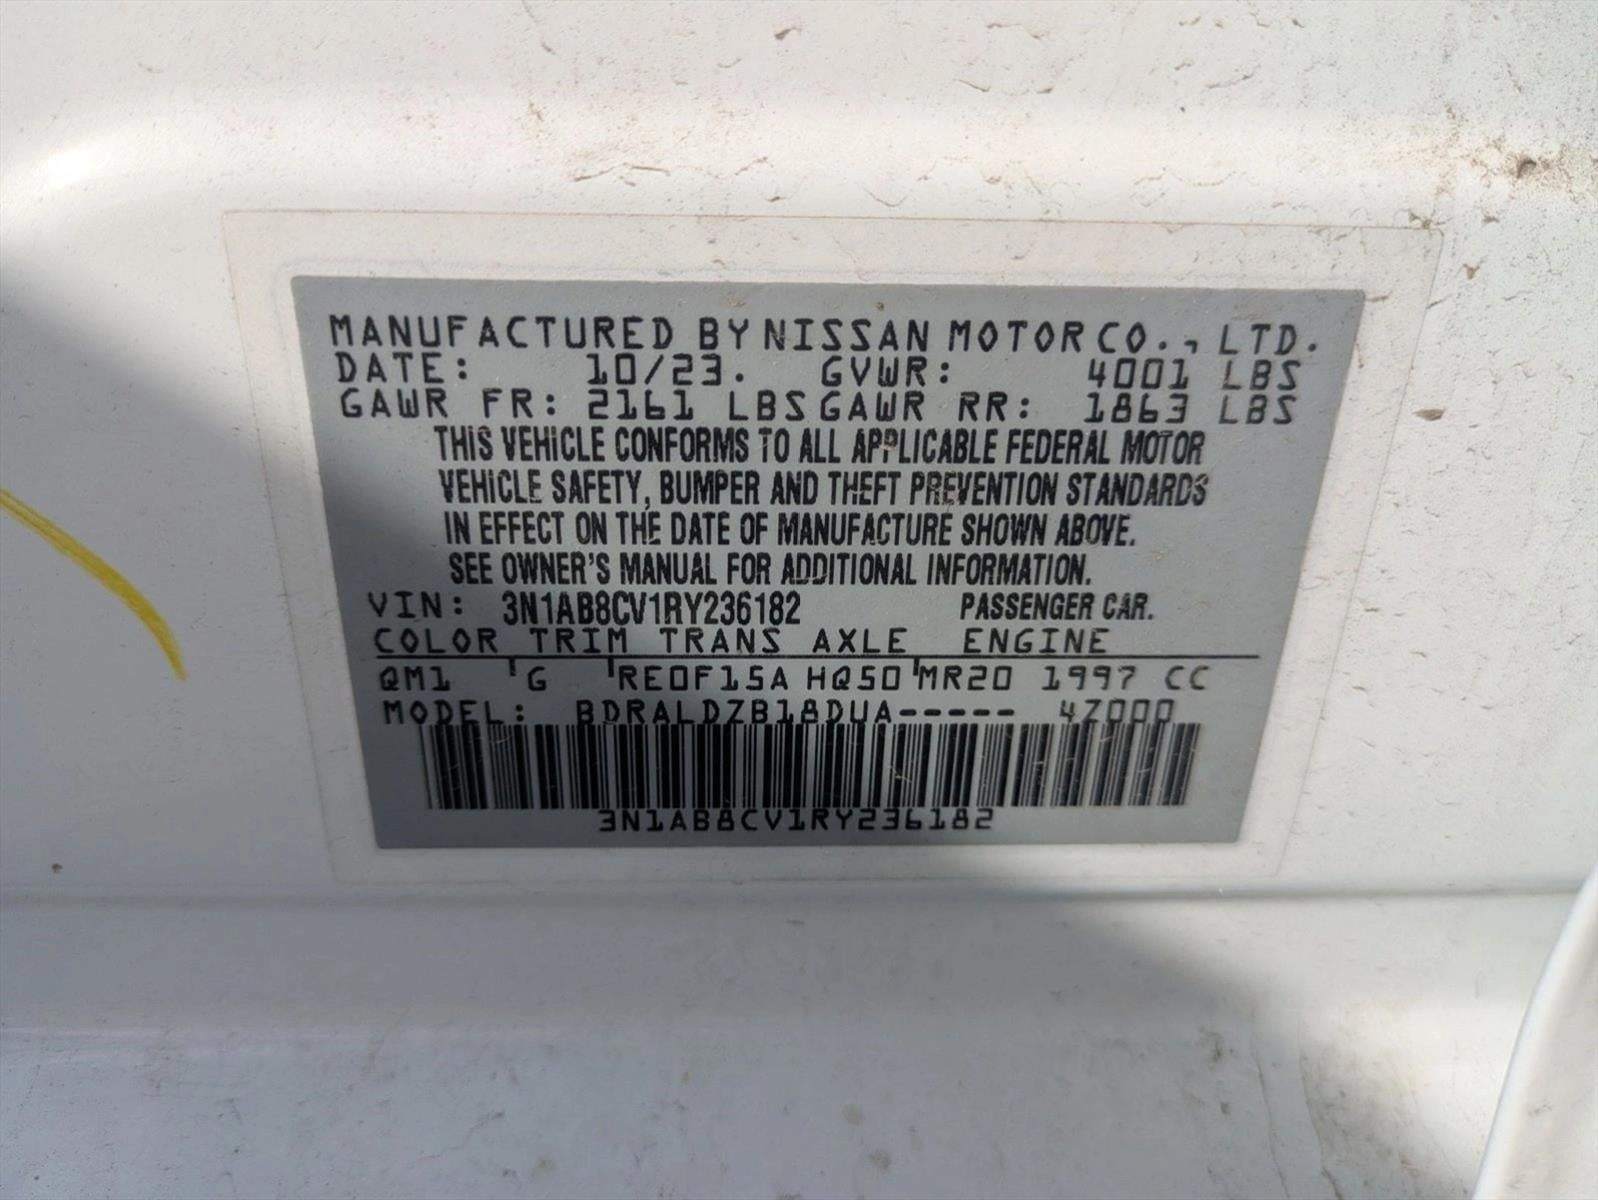 MANUFACTURED BY NISSAN MOTOR CO., LTD.
DATE: 10/23. GVWR: 4001 LBS
GAWR FR: 2161 LBS GAWR RR: 1863 LBS
THIS VEHICLE CONFORMS TO ALL APPLICABLE FEDERAL MOTOR
VEHICLE SAFETY, BUMPER AND THEFT PREVENTION STANDARDS
IN EFFECT ON THE DATE OF MANUFACTURE SHOWN ABOVE.
SEE OWNER'S MANUAL FOR ADDITIONAL INFORMATION.
VIN: 3N1AB8CV1RY236182 PASSENGER CAR.
COLOR TRIM TRANS AXLE ENGINE
QM1 G RE0F15A HQ50 MR20 1997 CC
MODEL: BDRALDZB18DUA----- 4Z000
3N1AB8CV1RY236182